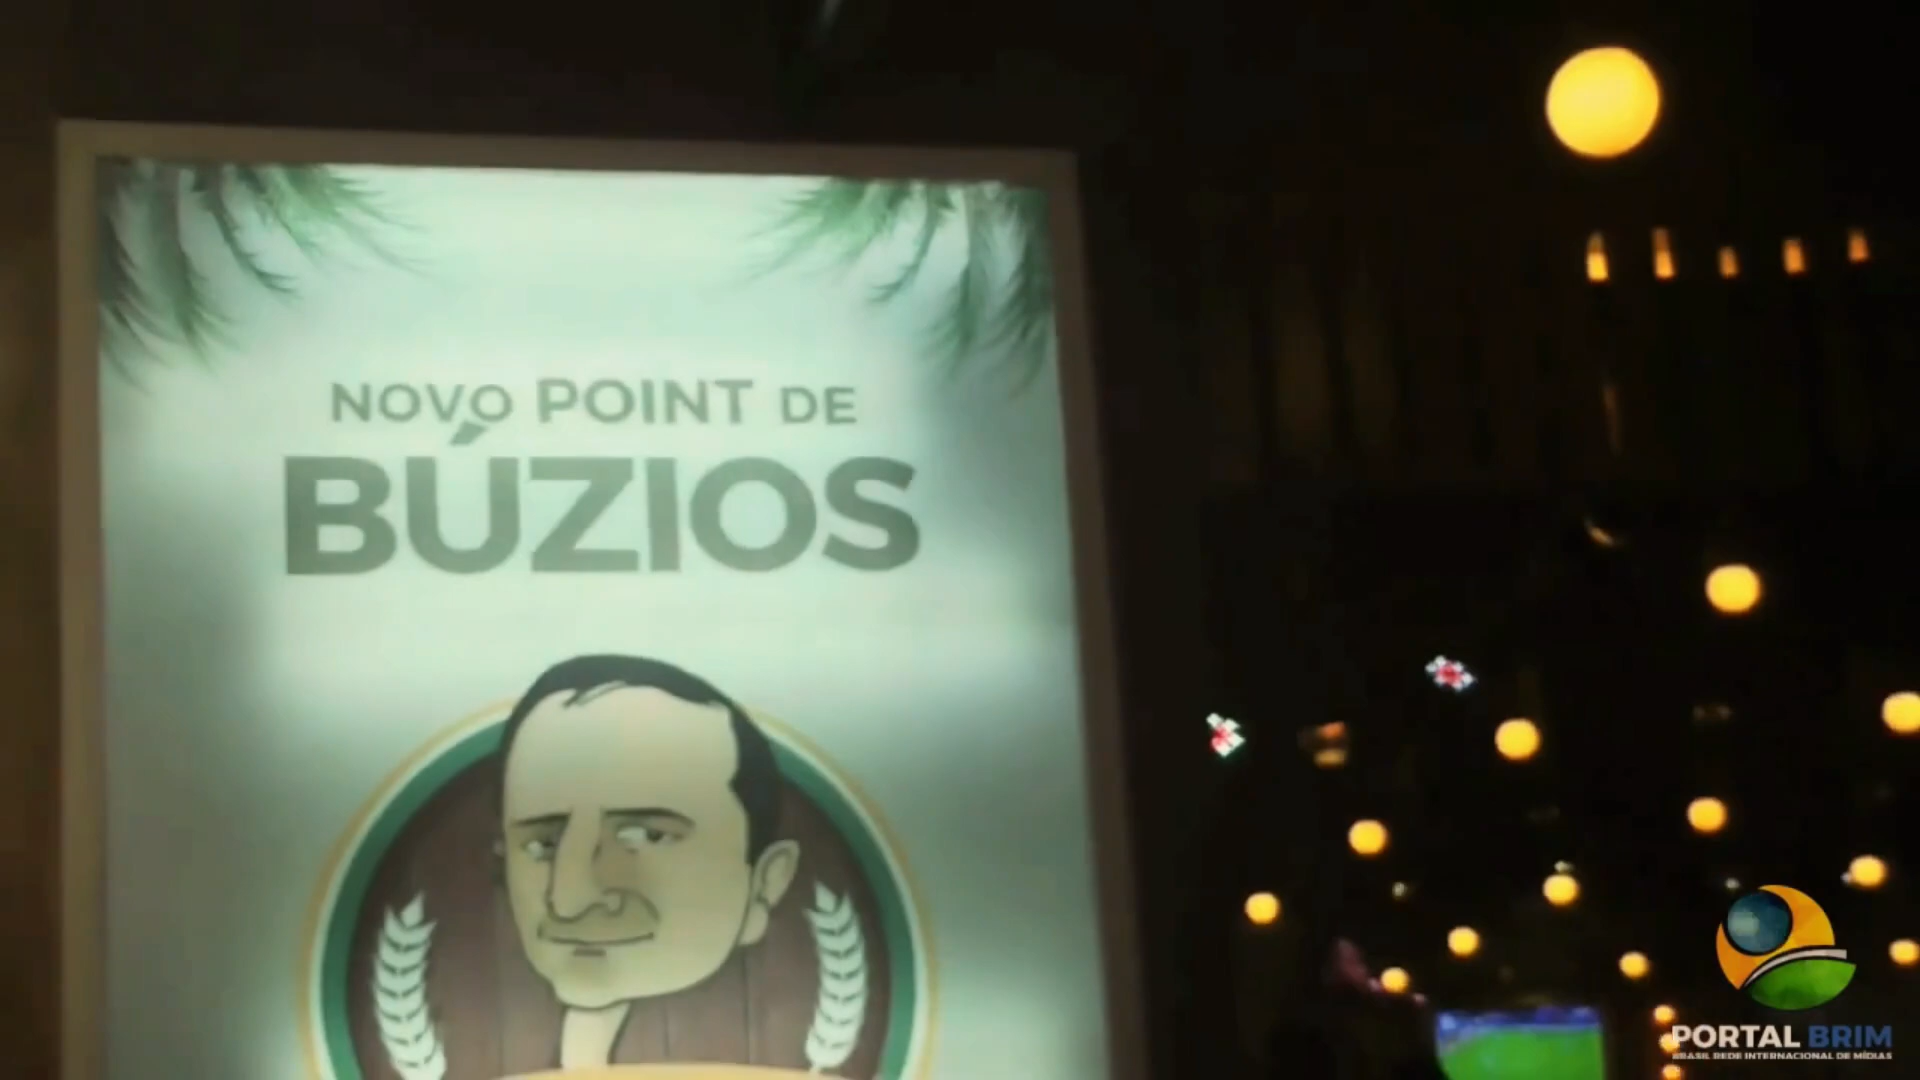 NOVO POINT DE
BÚZIOS
PORTAL BRIM
BRASIL REDE INTERNACIONAL DE MÍDIAS